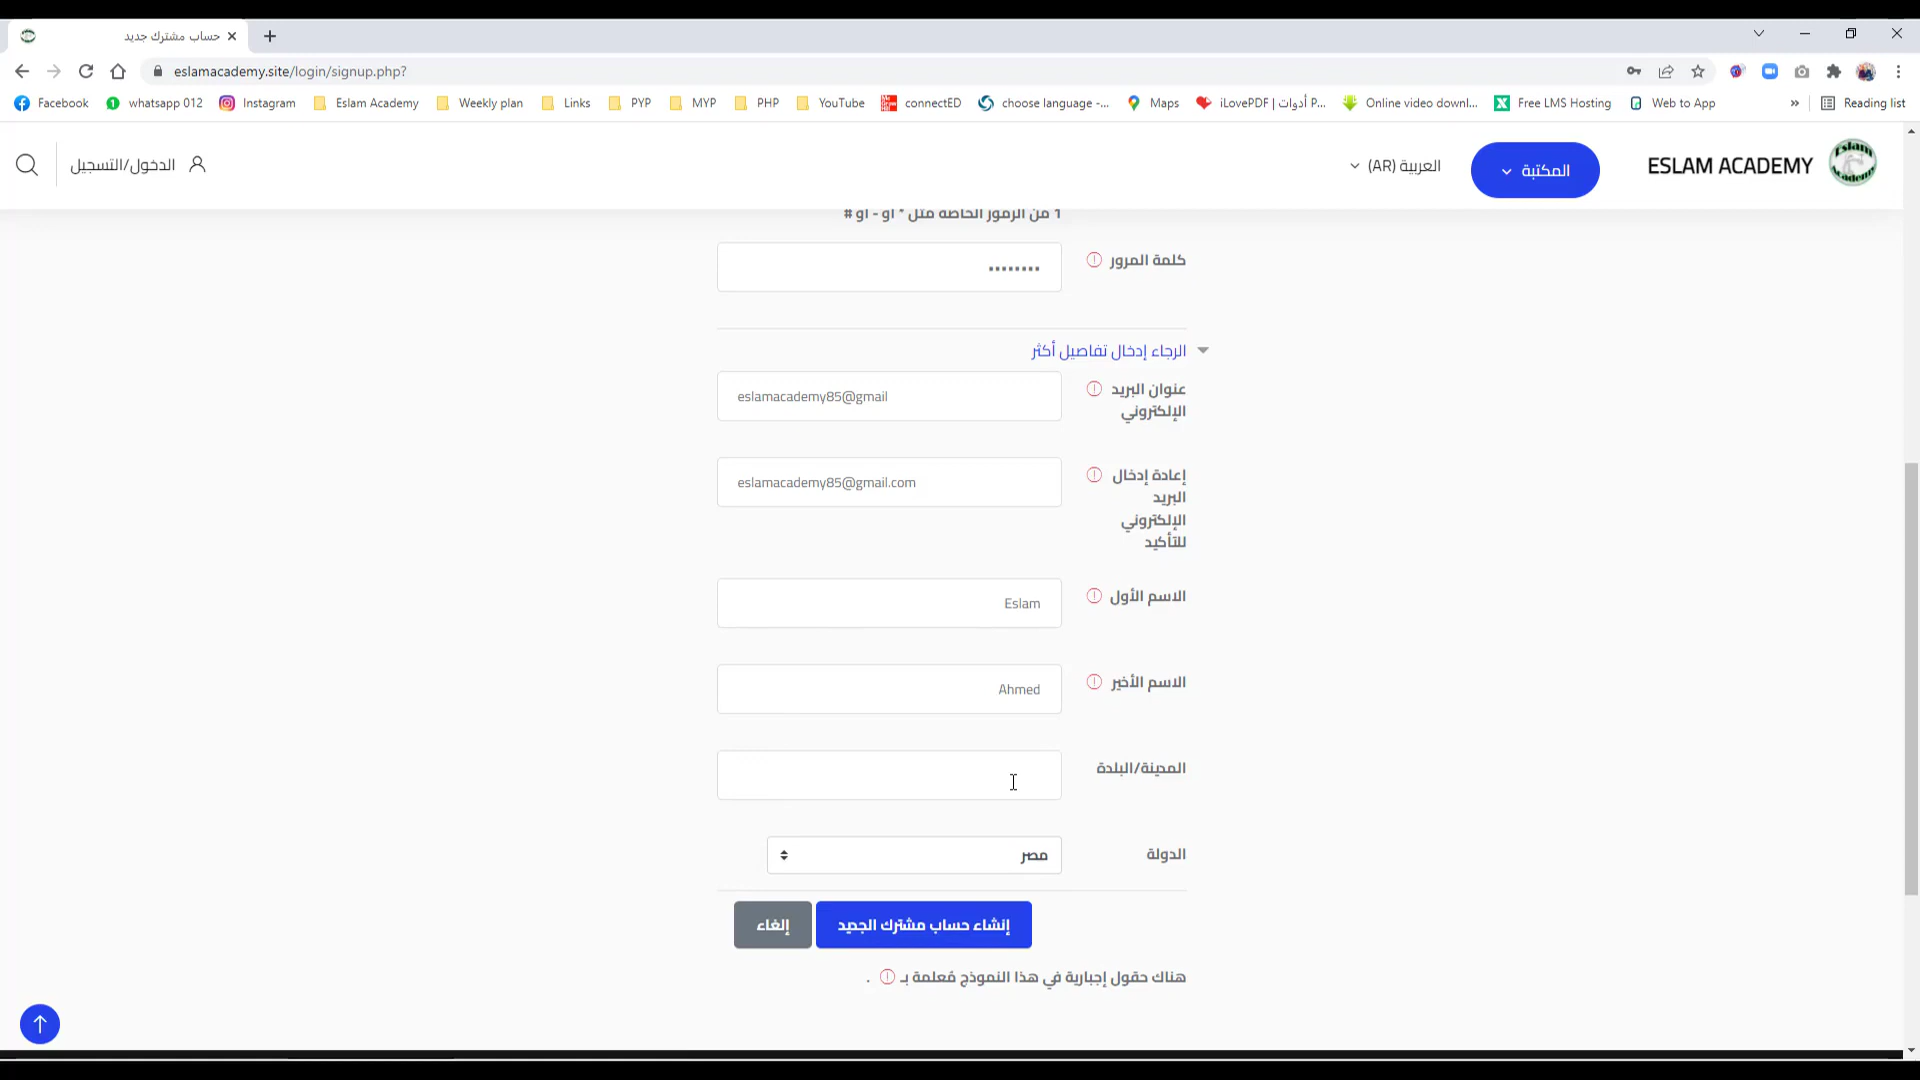 حساب مشترك جديد
eslamacademy.site/login/signup.php?
Facebook
whatsapp 012
Instagram
Eslam Academy
Weekly plan
Links
PYP
MYP
PHP
YouTube
connectED
choose language -...
Maps
iLovePDF | أدوات P...
Online video downl...
Free LMS Hosting
Web to App
»
Reading list
ESLAM ACADEMY
المكتبة
العربية (AR)
الدخول/التسجيل
1 من الرموز الخاصة مثل * او - او #
كلمة المرور
••••••••
الرجاء إدخال تفاصيل أكثر
عنوان البريد
الإلكتروني
eslamacademy85@gmail
إعادة إدخال
البريد
الإلكتروني
للتأكيد
eslamacademy85@gmail.com
الاسم الأول
Eslam
الاسم الأخير
Ahmed
المدينة/البلدة
الدولة
مصر
إنشاء حساب مشترك الجديد
إلغاء
هناك حقول إجبارية في هذا النموذج مُعلمة بـ .